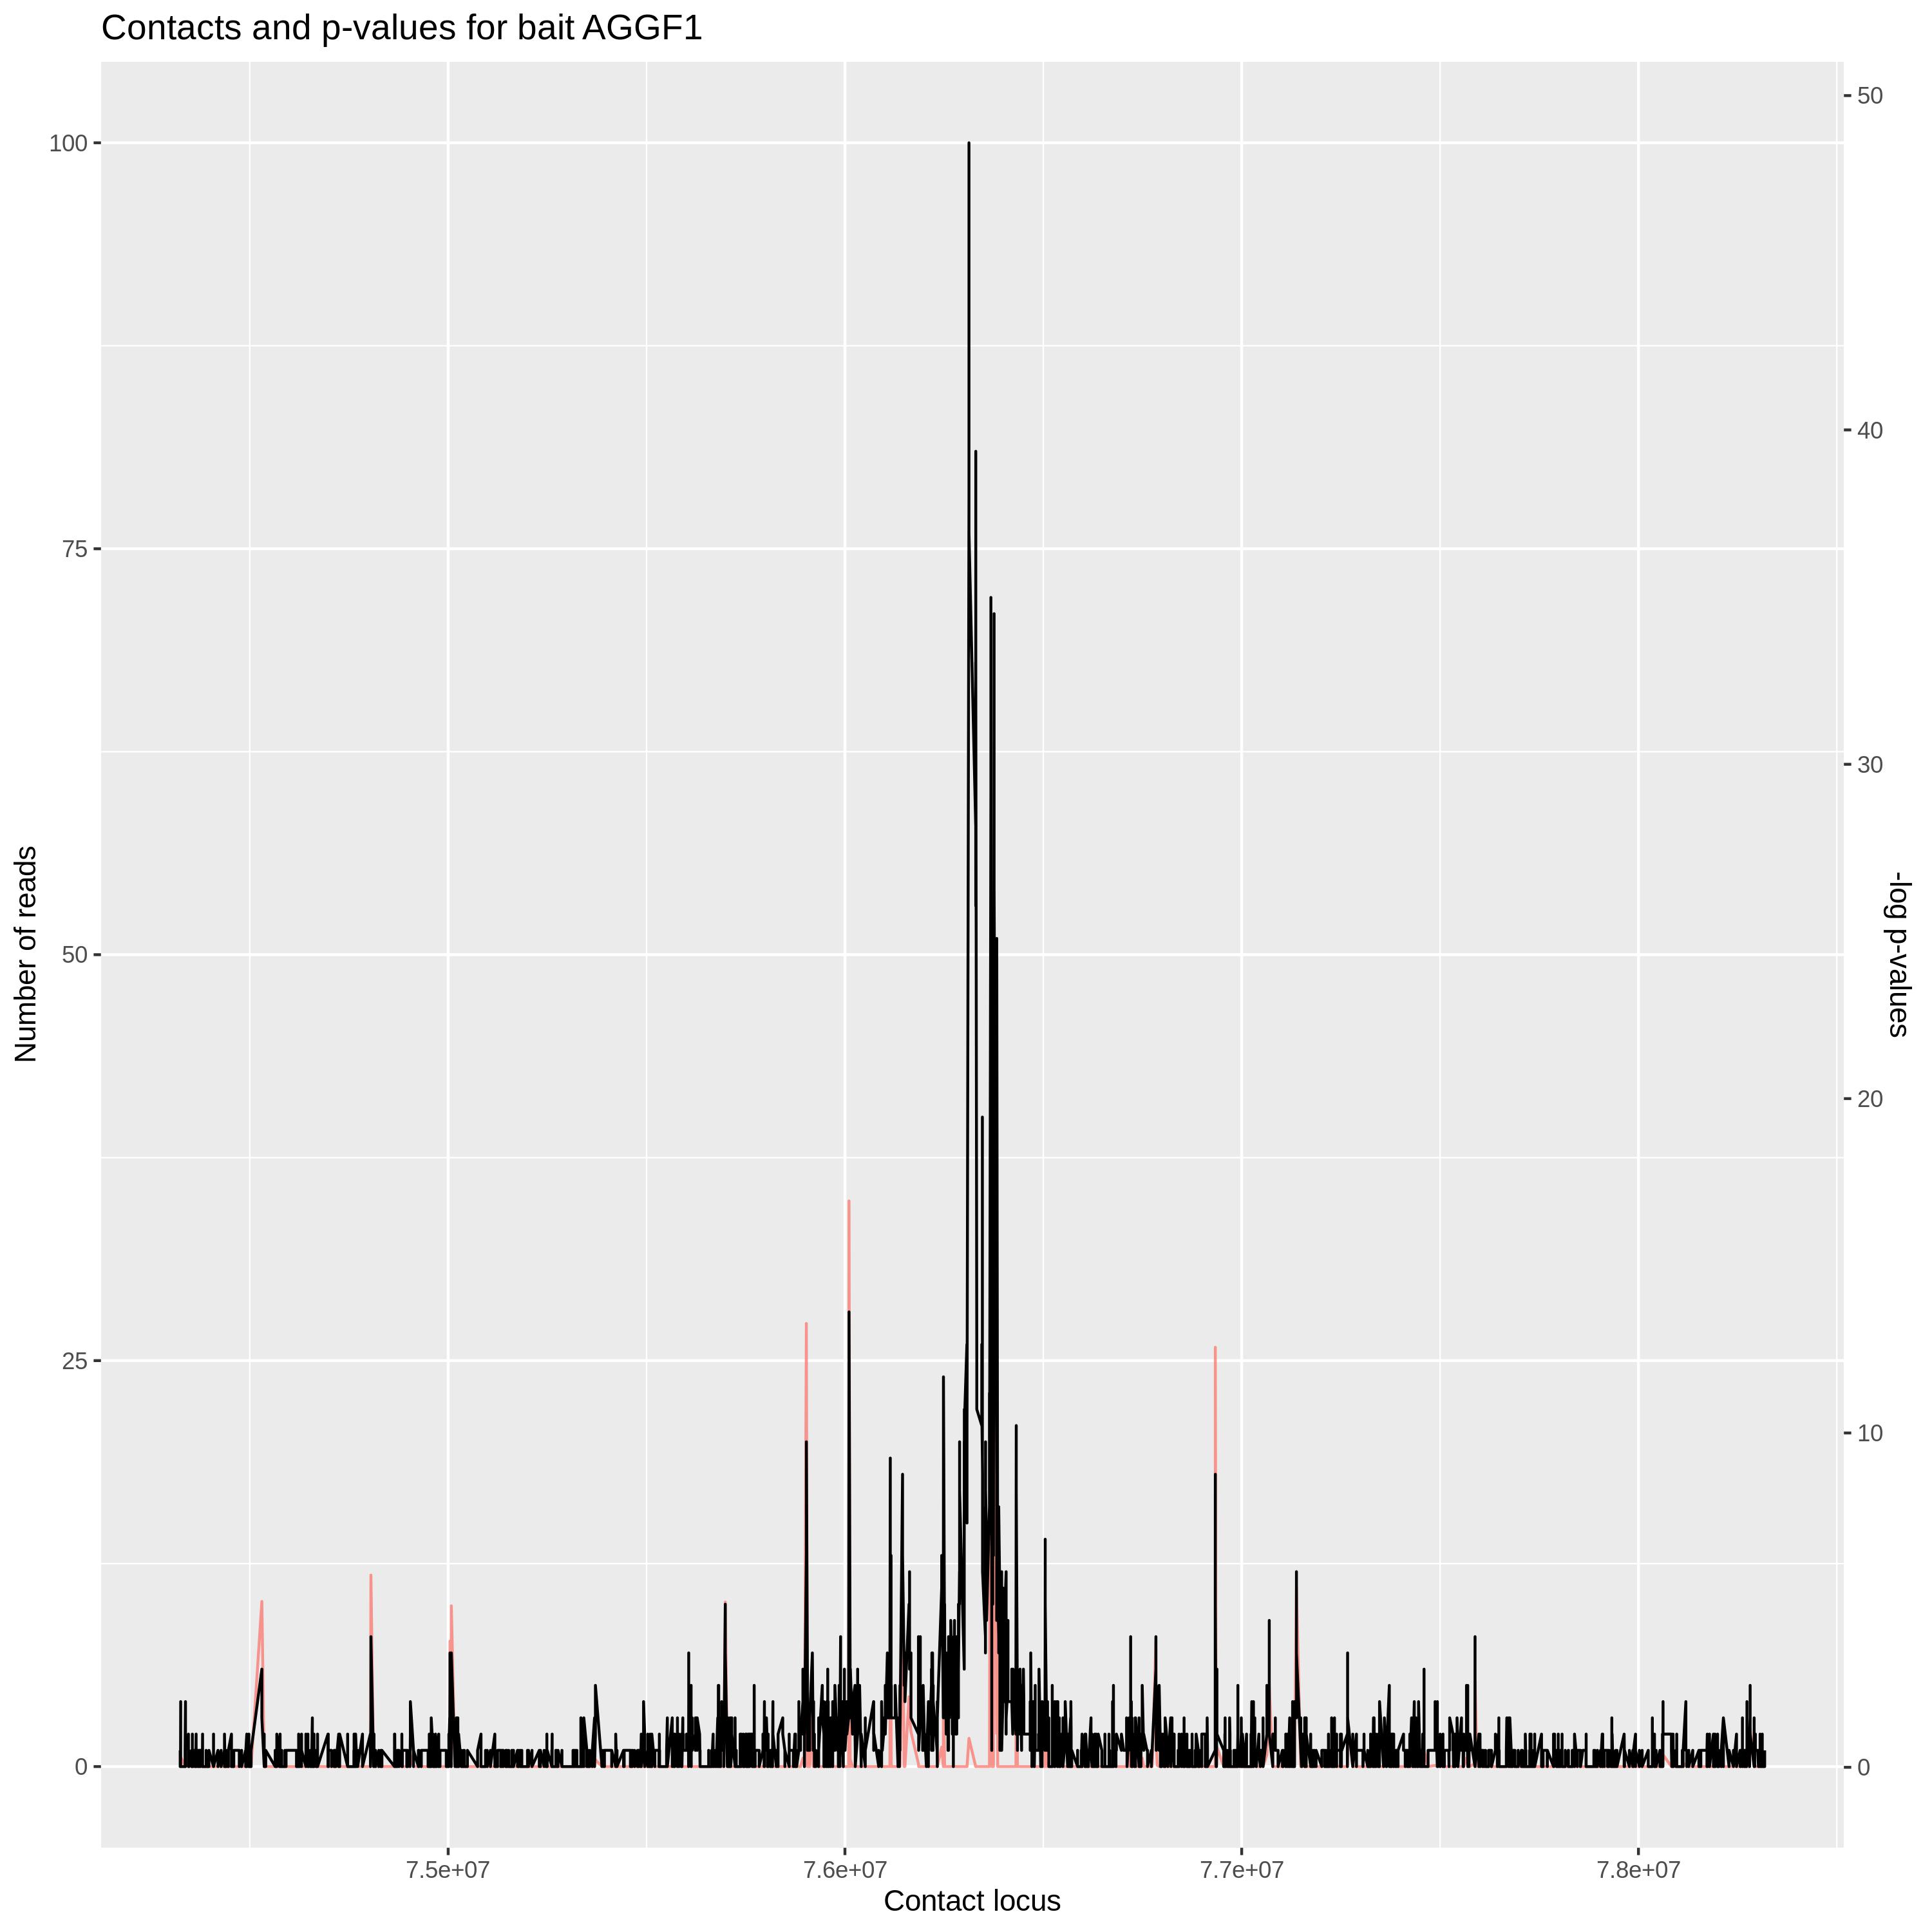 Contacts and p-values for bait AGGF1
100
75
50
25
0
Number of reads
50
40
30
20
10
0
-log p-values
7.5e+07
7.6e+07
7.7e+07
7.8e+07
Contact locus